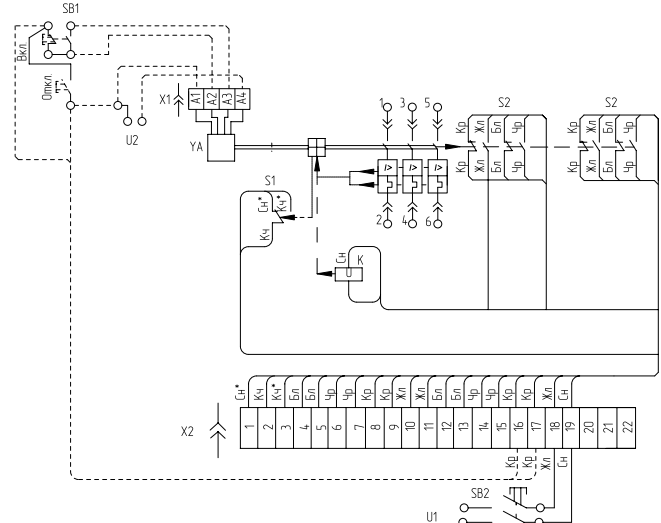 SB1
Вкл.
Откл.
U2
X1
A1 A2 A3 A4
YA
1 3 5
I> I> I>
2 4 6
S2
Кр Жл Бл Чр
Кр Жл Бл Чр
S2
Кр Жл Бл Чр
Кр Жл Бл Чр
S1
Сн* Кч*
Кч
Сн
K
U
Сн* Кч Кч* Бл Бл Чр Чр Кр Кр Жл Жл Бл Бл Чр Чр Кр Кр Жл Сн
X2
1 2 3 4 5 6 7 8 9 10 11 12 13 14 15 16 17 18 19 20 21 22
Кр Кр Жл Сн
SB2
U1